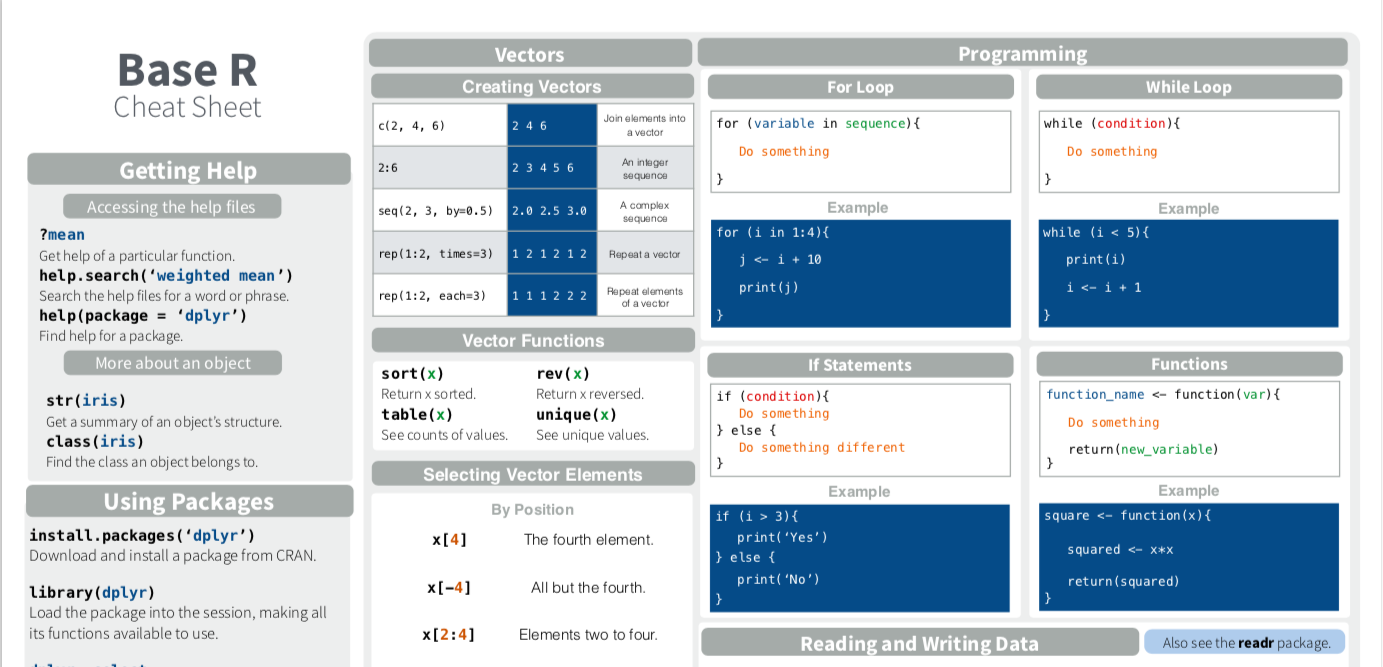 Base R
Cheat Sheet
Getting Help
Accessing the help files
?mean
Get help of a particular function.
help.search(‘weighted mean’)
Search the help files for a word or phrase.
help(package = ‘dplyr’)
Find help for a package.
More about an object
str(iris)
Get a summary of an object’s structure.
class(iris)
Find the class an object belongs to.
Using Packages
install.packages(‘dplyr’)
Download and install a package from CRAN.
library(dplyr)
Load the package into the session, making all
its functions available to use.
Vectors
Creating Vectors
c(2, 4, 6) 2 4 6 Join elements into
a vector
2:6 2 3 4 5 6 An integer
sequence
seq(2, 3, by=0.5) 2.0 2.5 3.0 A complex
sequence
rep(1:2, times=3) 1 2 1 2 1 2 Repeat a vector
rep(1:2, each=3) 1 1 1 2 2 2 Repeat elements
of a vector
Vector Functions
sort(x)
Return x sorted.
rev(x)
Return x reversed.
table(x)
See counts of values.
unique(x)
See unique values.
Selecting Vector Elements
By Position
x[4] The fourth element.
x[-4] All but the fourth.
x[2:4] Elements two to four.
Programming
For Loop
for (variable in sequence){
Do something
}
Example
for (i in 1:4){
j <- i + 10
print(j)
}
While Loop
while (condition){
Do something
}
Example
while (i < 5){
print(i)
i <- i + 1
}
If Statements
if (condition){
Do something
} else {
Do something different
}
Example
if (i > 3){
print(‘Yes’)
} else {
print(‘No’)
}
Functions
function_name <- function(var){
Do something
return(new_variable)
}
Example
square <- function(x){
squared <- x*x
return(squared)
}
Reading and Writing Data
Also see the readr package.